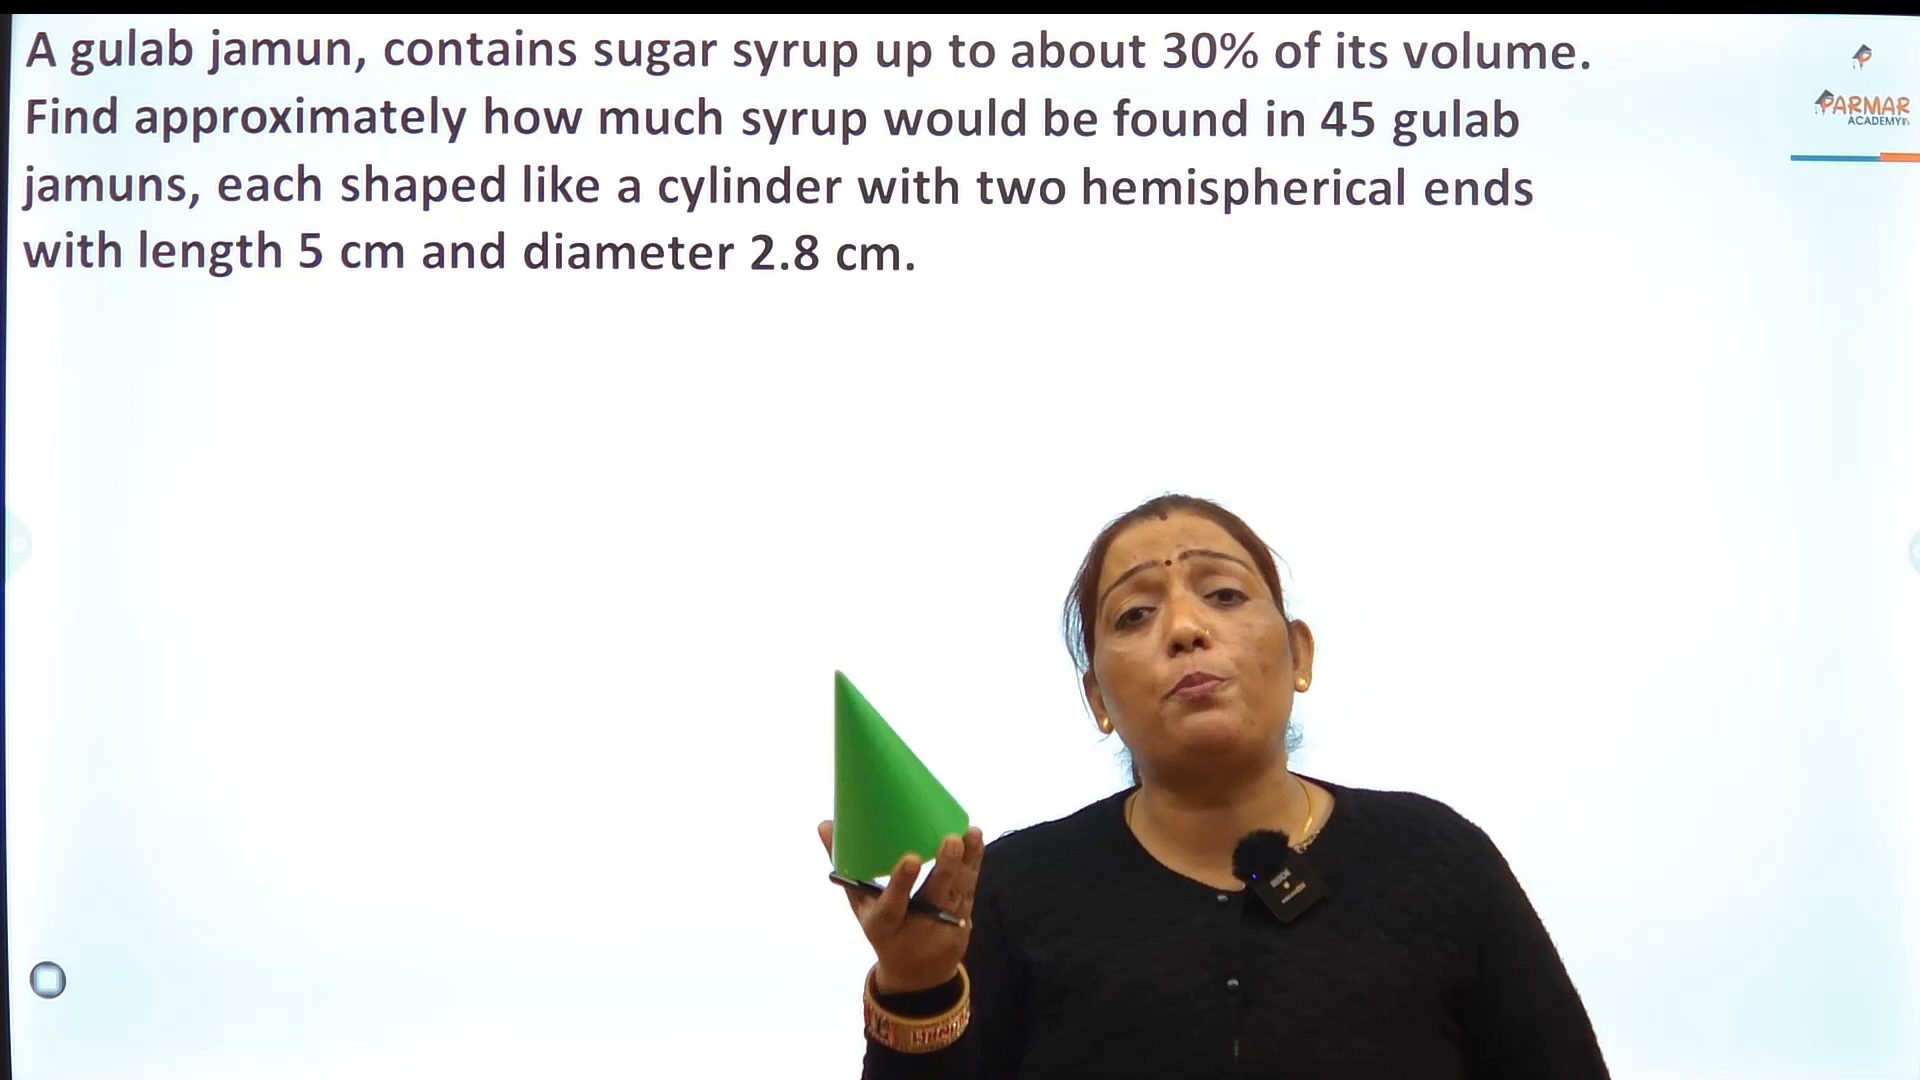 A gulab jamun, contains sugar syrup up to about 30% of its volume.
Find approximately how much syrup would be found in 45 gulab
jamuns, each shaped like a cylinder with two hemispherical ends
with length 5 cm and diameter 2.8 cm.
PARMAR
ACADEMY